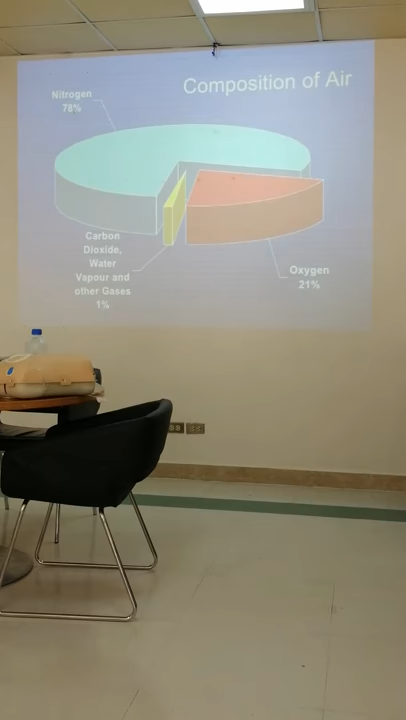 Composition of Air
Nitrogen
78%
Carbon
Dioxide,
Water
Vapour and
other Gases
1%
Oxygen
21%